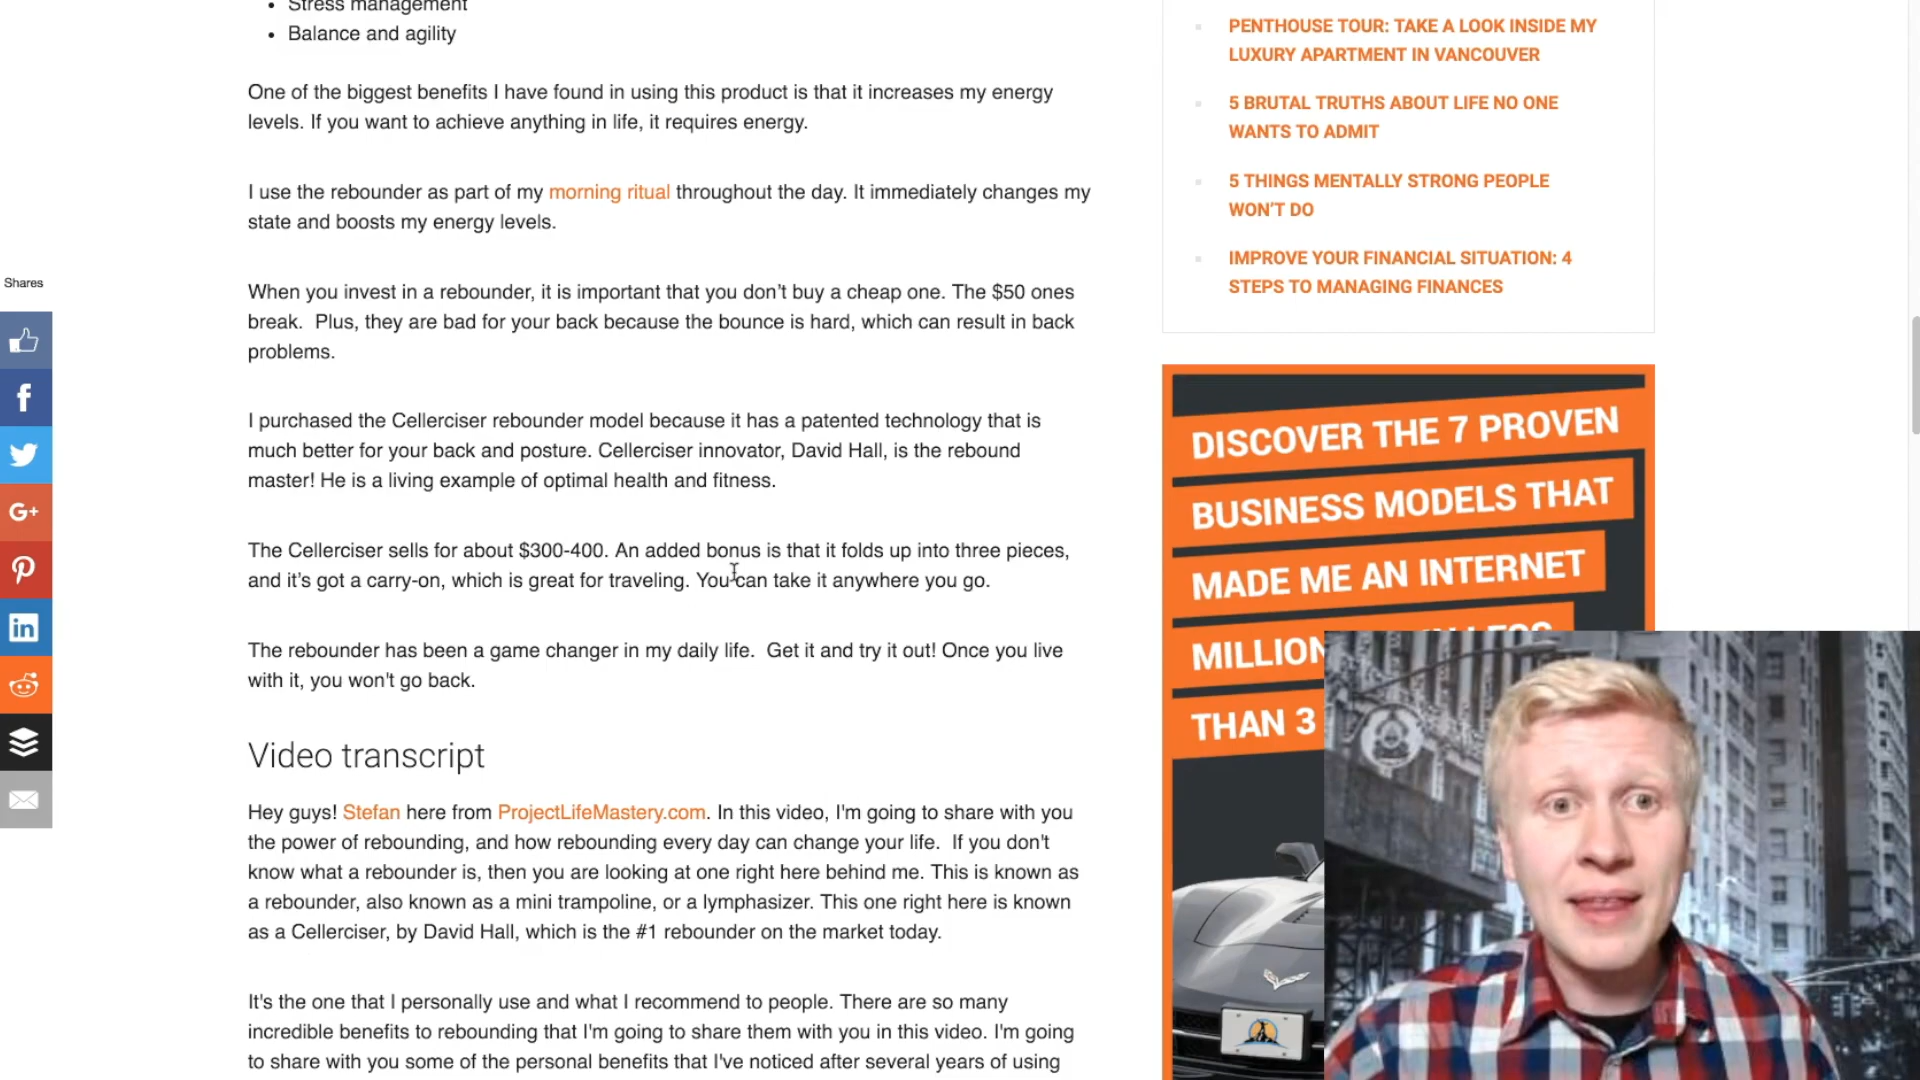 Stress management
Balance and agility
One of the biggest benefits I have found in using this product is that it increases my energy
levels. If you want to achieve anything in life, it requires energy.
I use the rebounder as part of my morning ritual throughout the day. It immediately changes my
state and boosts my energy levels.
When you invest in a rebounder, it is important that you don't buy a cheap one. The $50 ones
break.  Plus, they are bad for your back because the bounce is hard, which can result in back
problems.
I purchased the Cellerciser rebounder model because it has a patented technology that is
much better for your back and posture. Cellerciser innovator, David Hall, is the rebound
master! He is a living example of optimal health and fitness.
The Cellerciser sells for about $300-400. An added bonus is that it folds up into three pieces,
and it's got a carry-on, which is great for traveling. You can take it anywhere you go.
The rebounder has been a game changer in my daily life.  Get it and try it out! Once you live
with it, you won't go back.
Video transcript
Hey guys! Stefan here from ProjectLifeMastery.com. In this video, I'm going to share with you
the power of rebounding, and how rebounding every day can change your life.  If you don't
know what a rebounder is, then you are looking at one right here behind me. This is known as
a rebounder, also known as a mini trampoline, or a lymphasizer. This one right here is known
as a Cellerciser, by David Hall, which is the #1 rebounder on the market today.
It's the one that I personally use and what I recommend to people. There are so many
incredible benefits to rebounding that I'm going to share them with you in this video. I'm going
to share with you some of the personal benefits that I've noticed after several years of using
Shares
f
G+
in
PENTHOUSE TOUR: TAKE A LOOK INSIDE MY
LUXURY APARTMENT IN VANCOUVER
5 BRUTAL TRUTHS ABOUT LIFE NO ONE
WANTS TO ADMIT
5 THINGS MENTALLY STRONG PEOPLE
WON'T DO
IMPROVE YOUR FINANCIAL SITUATION: 4
STEPS TO MANAGING FINANCES
DISCOVER THE 7 PROVEN
BUSINESS MODELS THAT
MADE ME AN INTERNET
MILLION LESS
THAN 3